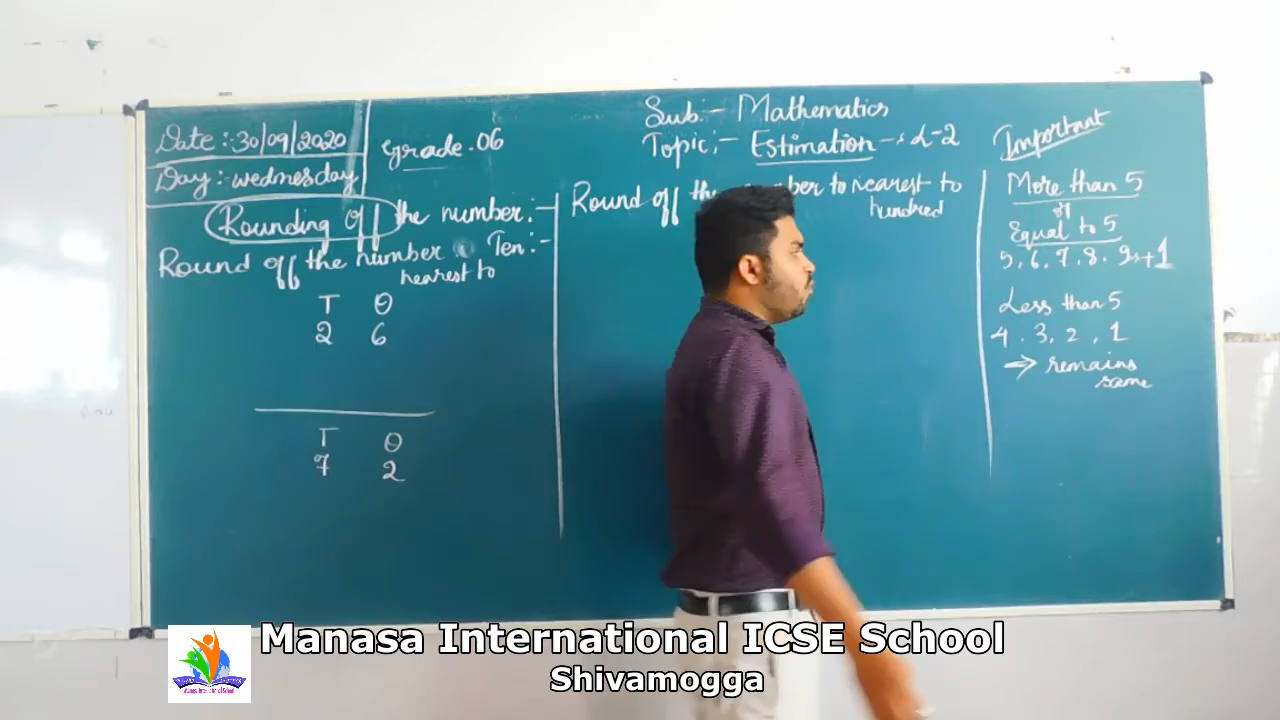 Date :- 30/09/2020
Day :- wednesday
Grade . 06
Sub :- Mathematics
Topic :- Estimation - : L-2
Rounding off the number :-
Round off the number Ten :-
nearest to
T O
2 6
T O
7 2
Round off the number to nearest to
hundred
Important
More than 5
or
Equal to 5
5, 6, 7, 8, 9 +1
Less than 5
4, 3, 2, 1
→ remains
same
Manasa International ICSE School
Shivamogga